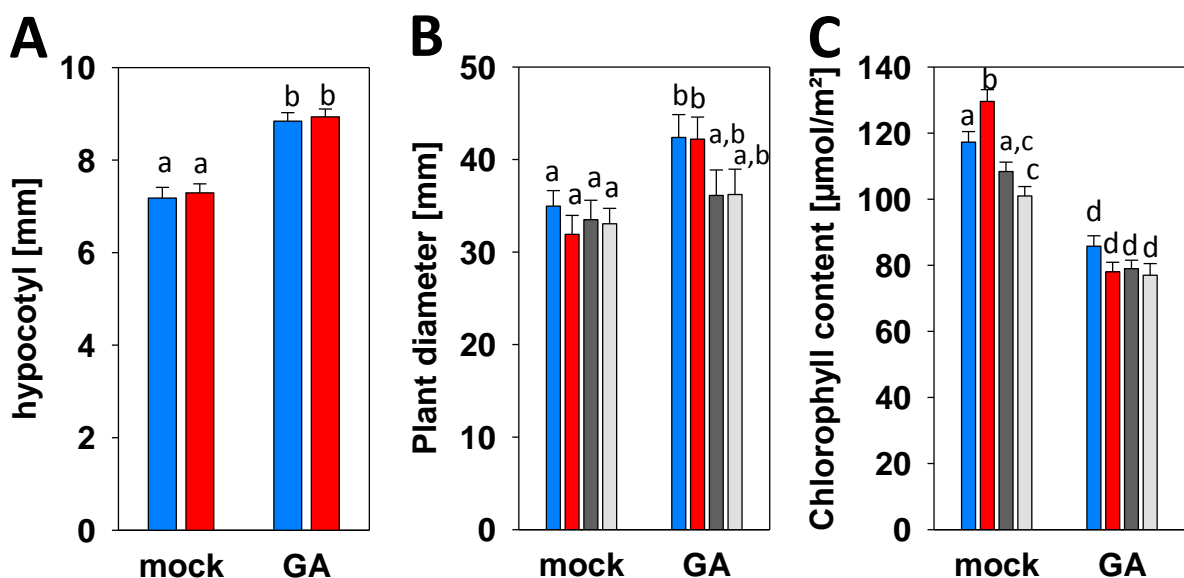 A
hypocotyl [mm]
10
8
6
4
2
0
a
a
b
b
mock
GA
B
Plant diameter [mm]
50
40
30
20
10
0
a
a
a
a
b
b
a,b
a,b
mock
GA
C
Chlorophyll content [µmol/m²]
140
120
100
80
60
40
20
0
a
b
a,c
c
d
d
d
d
mock
GA